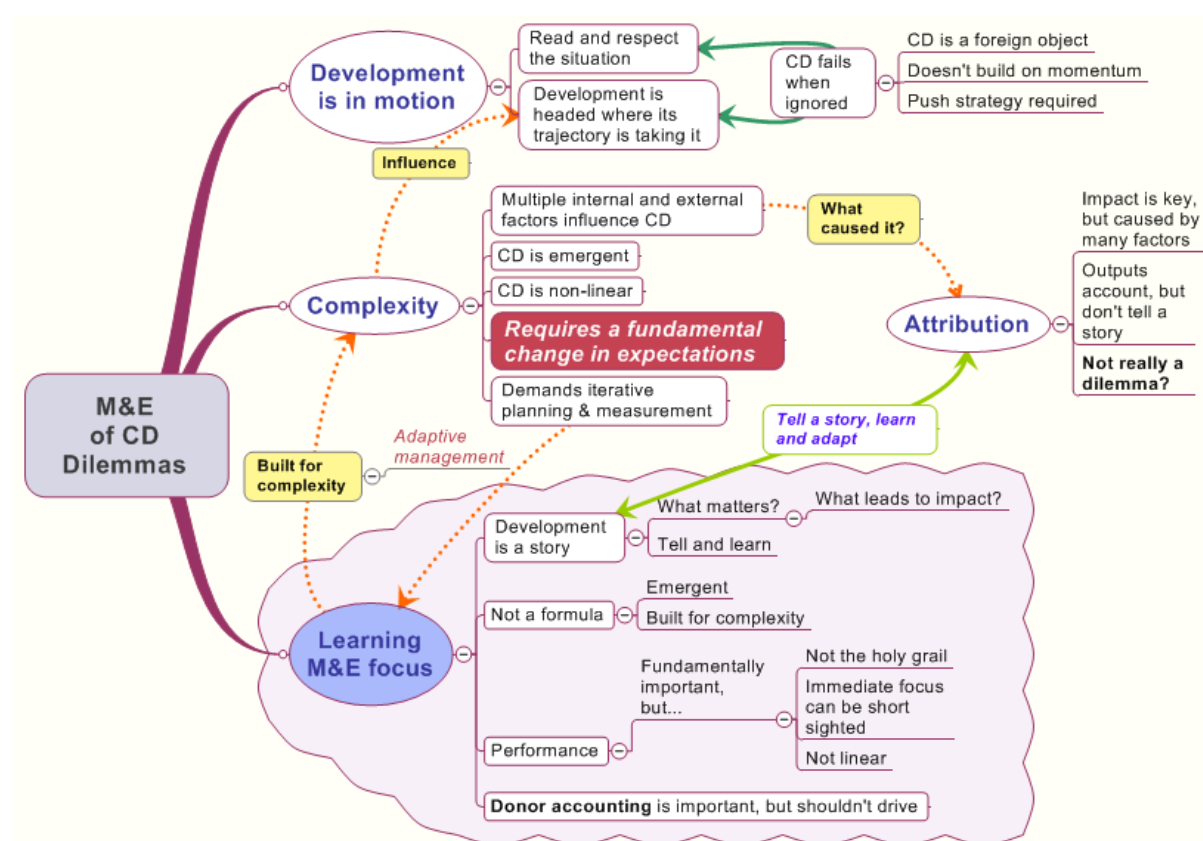 Development
is in motion
Read and respect
the situation
Development is
headed where its
trajectory is taking it
CD fails
when
ignored
CD is a foreign object
Doesn't build on momentum
Push strategy required
Influence
Complexity
Multiple internal and external
factors influence CD
CD is emergent
CD is non-linear
Requires a fundamental
change in expectations
Demands iterative
planning & measurement
What
caused it?
Attribution
Impact is key,
but caused by
many factors
Outputs
account, but
don't tell a
story
Not really a
dilemma?
M&E
of CD
Dilemmas
Tell a story, learn
and adapt
Built for
complexity
Adaptive
management
Learning
M&E focus
Development
is a story
What matters?
What leads to impact?
Tell and learn
Not a formula
Emergent
Built for complexity
Performance
Fundamentally
important,
but...
Not the holy grail
Immediate focus
can be short
sighted
Not linear
Donor accounting is important, but shouldn't drive